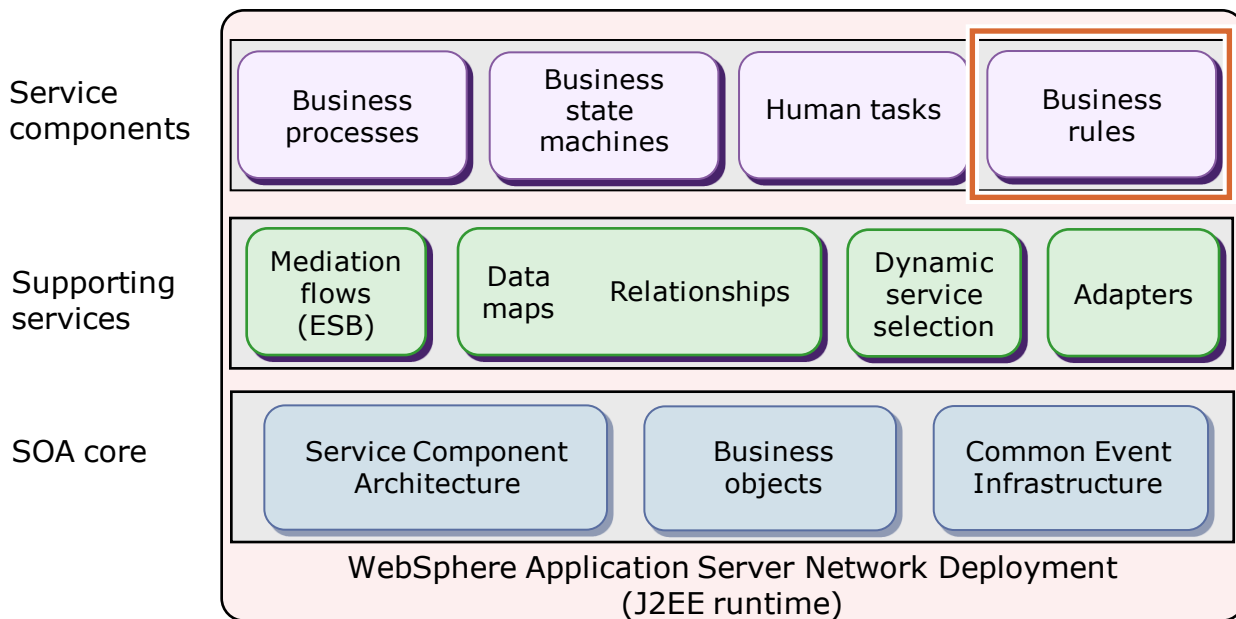 Service
components
Business
processes
Business
state
machines
Human tasks
Business
rules
Supporting
services
Mediation
flows
(ESB)
Data
maps
Relationships
Dynamic
service
selection
Adapters
SOA core
Service Component
Architecture
Business
objects
Common Event
Infrastructure
WebSphere Application Server Network Deployment
(J2EE runtime)